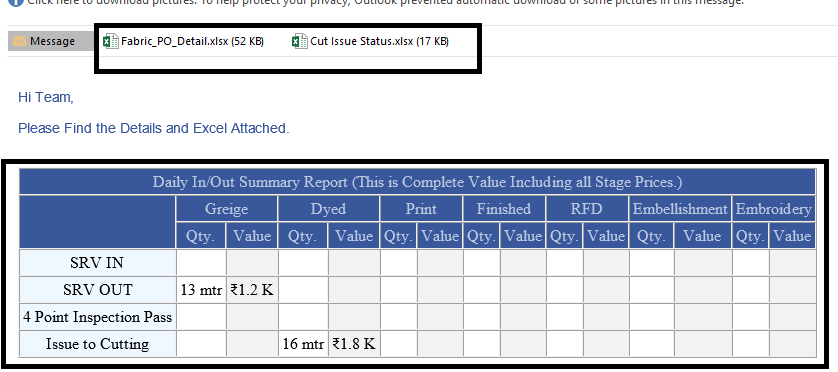 Click here to download pictures. To help protect your privacy, Outlook prevented automatic download of some pictures in this message.
Message Fabric_PO_Detail.xlsx (52 KB) Cut Issue Status.xlsx (17 KB)
Hi Team,
Please Find the Details and Excel Attached.
Daily In/Out Summary Report (This is Complete Value Including all Stage Prices.)
Greige Dyed Print Finished RFD Embellishment Embroidery
Qty. Value Qty. Value Qty. Value Qty. Value Qty. Value Qty. Value Qty. Value
SRV IN
SRV OUT 13 mtr ₹1.2 K
4 Point Inspection Pass
Issue to Cutting 16 mtr ₹1.8 K